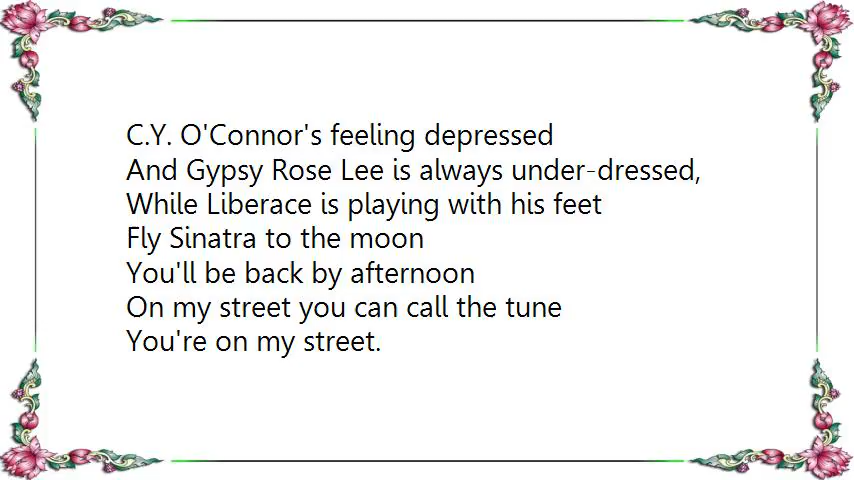 C.Y. O'Connor's feeling depressed
And Gypsy Rose Lee is always under-dressed,
While Liberace is playing with his feet
Fly Sinatra to the moon
You'll be back by afternoon
On my street you can call the tune
You're on my street.